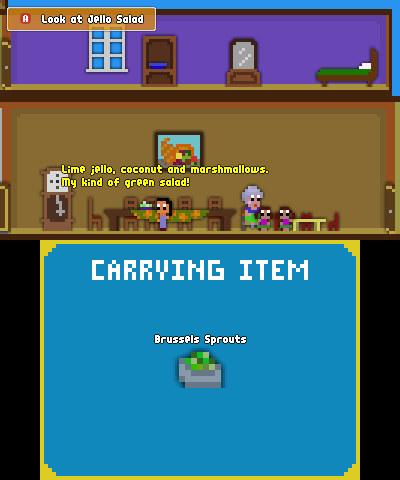 A Look at Jello Salad
Lime jello, coconut and marshmallows.
My kind of green salad!
CARRYING ITEM
Brussels Sprouts